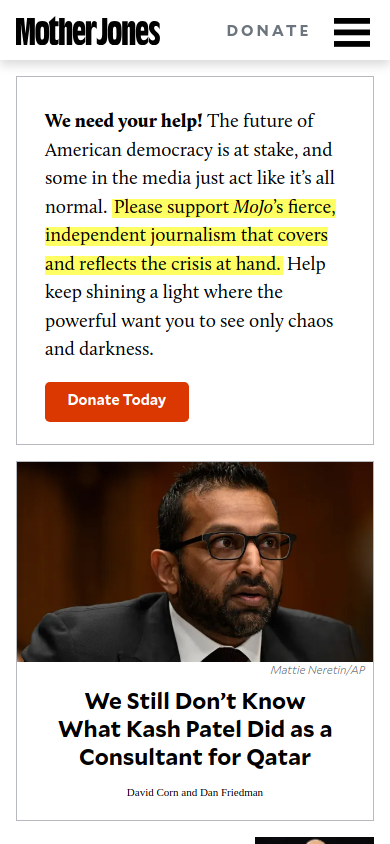 Mother Jones
DONATE
We need your help! The future of
American democracy is at stake, and
some in the media just act like it’s all
normal. Please support MoJo’s fierce,
independent journalism that covers
and reflects the crisis at hand. Help
keep shining a light where the
powerful want you to see only chaos
and darkness.
Donate Today
Mattie Neretin/AP
We Still Don’t Know
What Kash Patel Did as a
Consultant for Qatar
David Corn and Dan Friedman